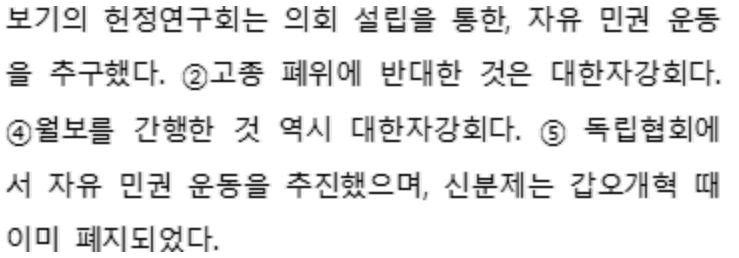 보기의 헌정연구회는 의회 설립을 통한, 자유 민권 운동
을 추구했다. ②고종 폐위에 반대한 것은 대한자강회다.
④월보를 간행한 것 역시 대한자강회다. ⑤ 독립협회에
서 자유 민권 운동을 추진했으며, 신분제는 갑오개혁 때
이미 폐지되었다.